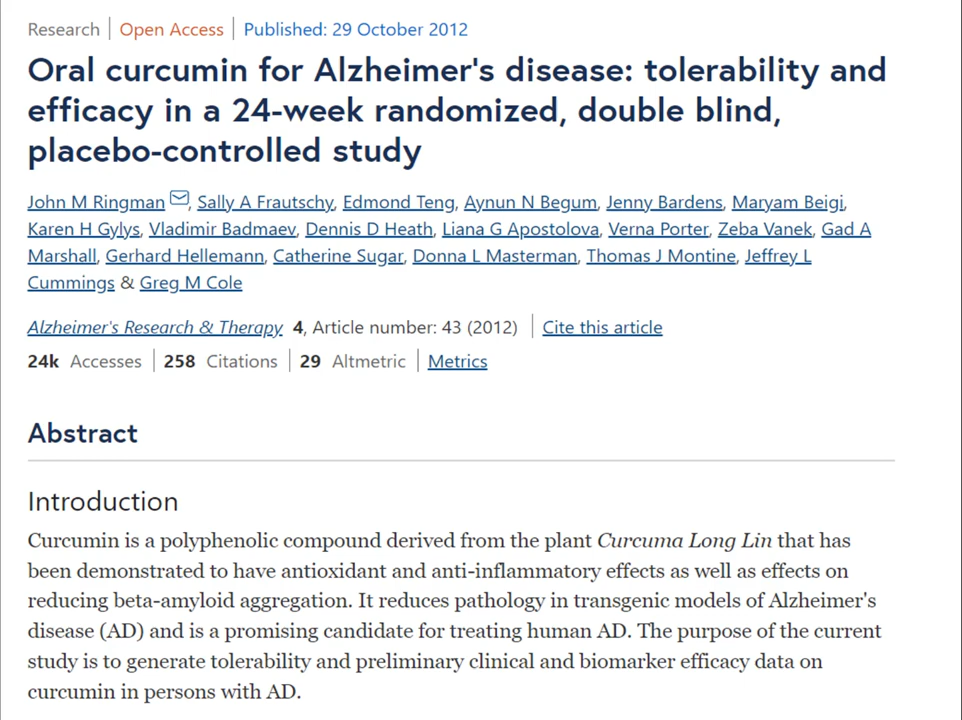 Research | Open Access | Published: 29 October 2012
Oral curcumin for Alzheimer's disease: tolerability and
efficacy in a 24-week randomized, double blind,
placebo-controlled study
John M Ringman, Sally A Frautschy, Edmond Teng, Aynun N Begum, Jenny Bardens, Maryam Beigi,
Karen H Gylys, Vladimir Badmaev, Dennis D Heath, Liana G Apostolova, Verna Porter, Zeba Vanek, Gad A
Marshall, Gerhard Hellemann, Catherine Sugar, Donna L Masterman, Thomas J Montine, Jeffrey L
Cummings & Greg M Cole
Alzheimer's Research & Therapy 4, Article number: 43 (2012) | Cite this article
24k Accesses | 258 Citations | 29 Altmetric | Metrics
Abstract
Introduction
Curcumin is a polyphenolic compound derived from the plant Curcuma Long Lin that has
been demonstrated to have antioxidant and anti-inflammatory effects as well as effects on
reducing beta-amyloid aggregation. It reduces pathology in transgenic models of Alzheimer's
disease (AD) and is a promising candidate for treating human AD. The purpose of the current
study is to generate tolerability and preliminary clinical and biomarker efficacy data on
curcumin in persons with AD.